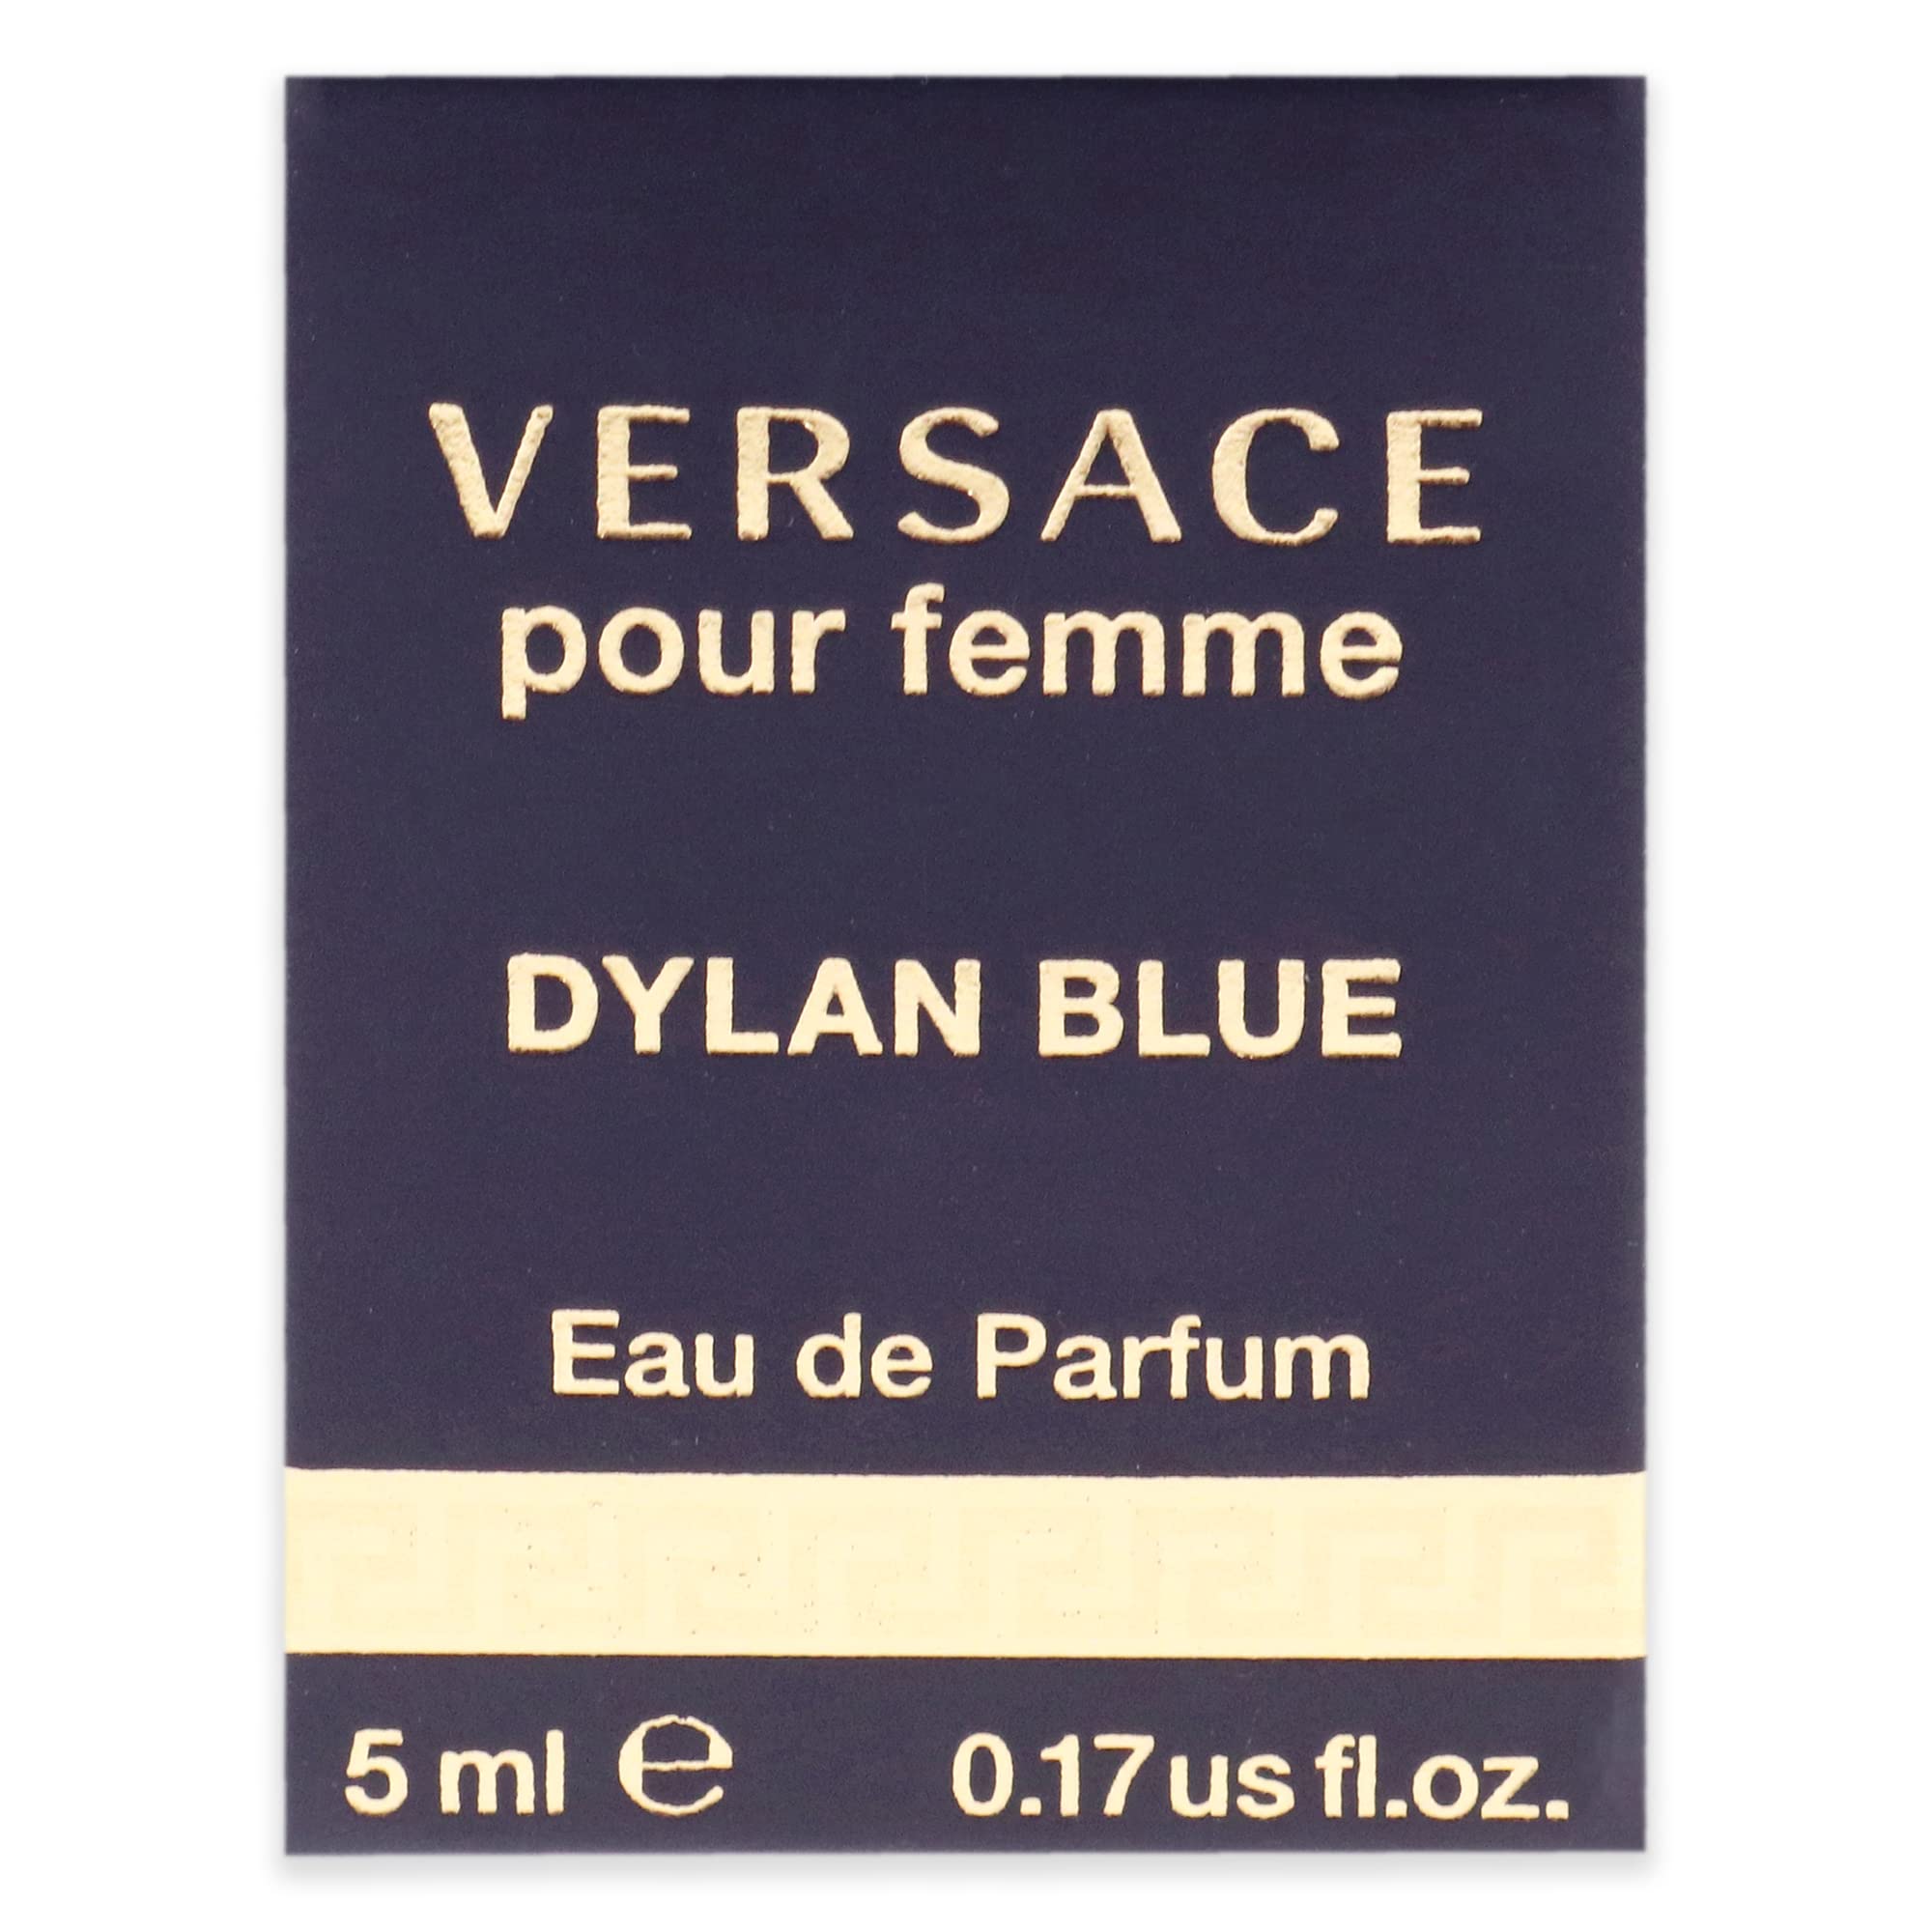 VERSACE
pour femme
DYLAN BLUE
Eau de Parfum
5 ml ℮ 0.17 us fl.oz.